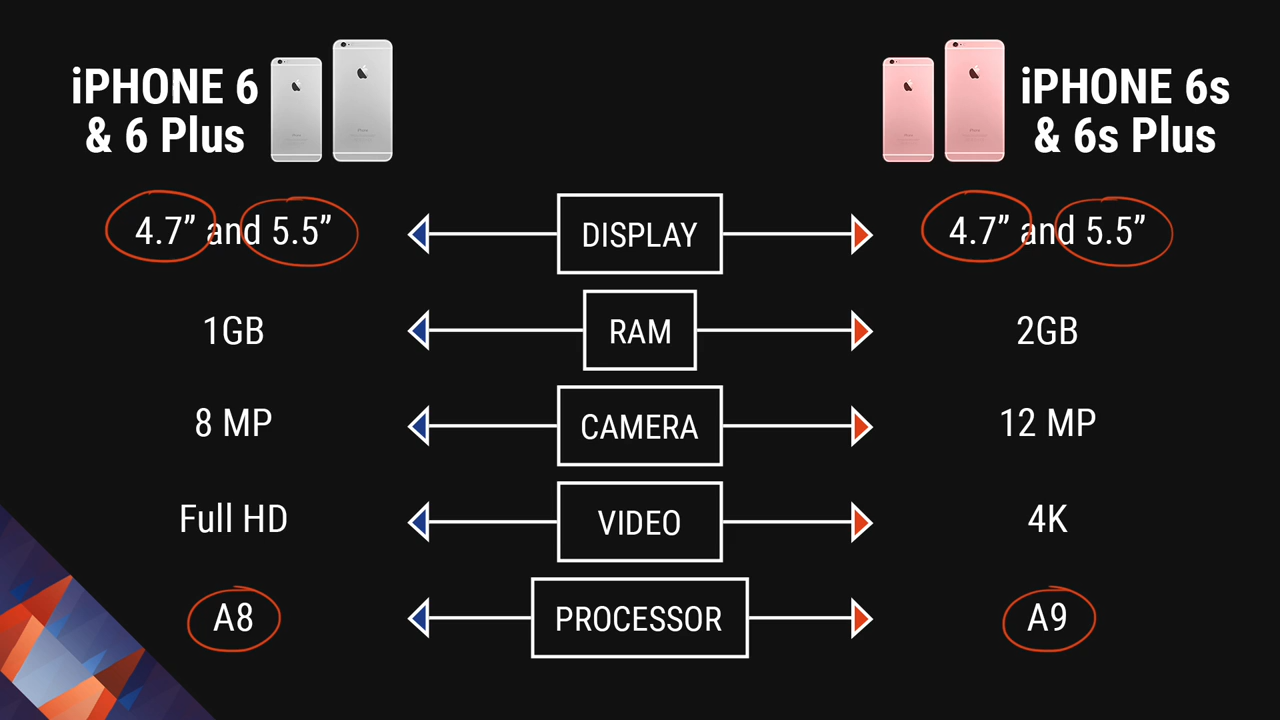 iPHONE 6
& 6 Plus
iPHONE 6s
& 6s Plus
4.7” and 5.5”
DISPLAY
4.7” and 5.5”
1GB
RAM
2GB
8 MP
CAMERA
12 MP
Full HD
VIDEO
4K
A8
PROCESSOR
A9